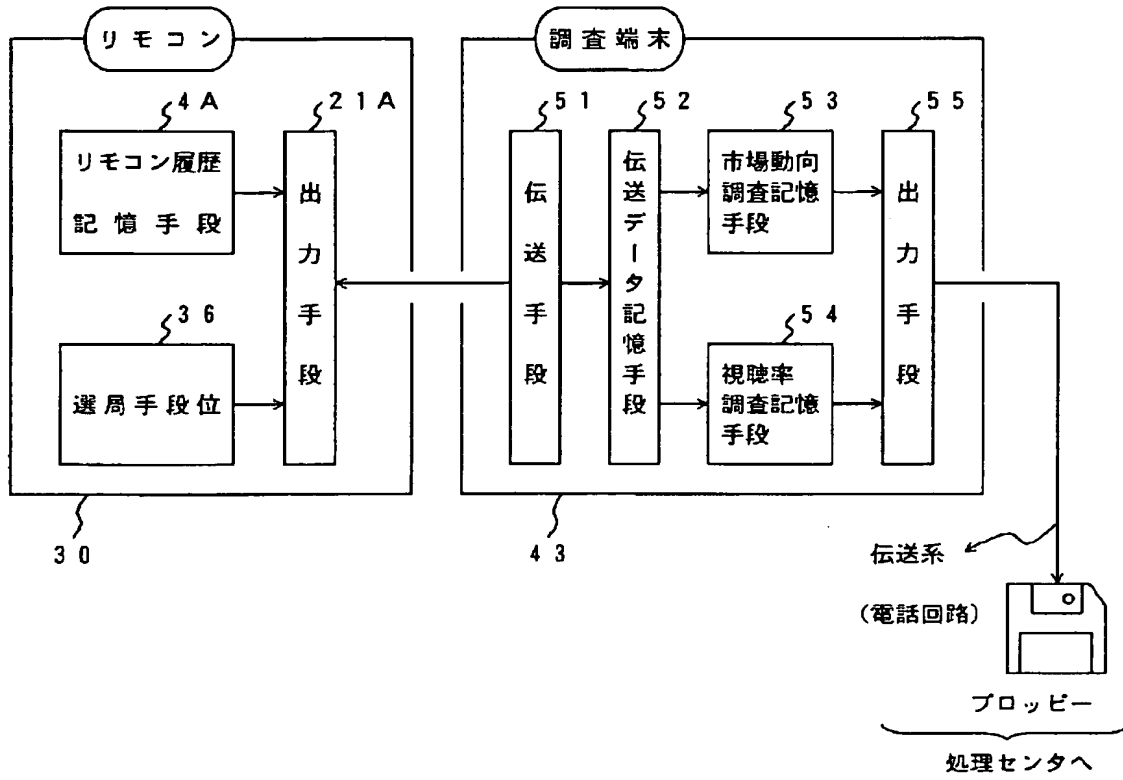 リモコン
調査端末
4A
21A
51
52
53
55
リモコン履歴
記憶手段
出力手段
伝送手段
伝送データ記憶手段
市場動向
調査記憶
手段
出力手段
36
54
選局手段位
視聴率
調査記憶
手段
30
43
伝送系
(電話回路)
プロッピー
処理センタへ